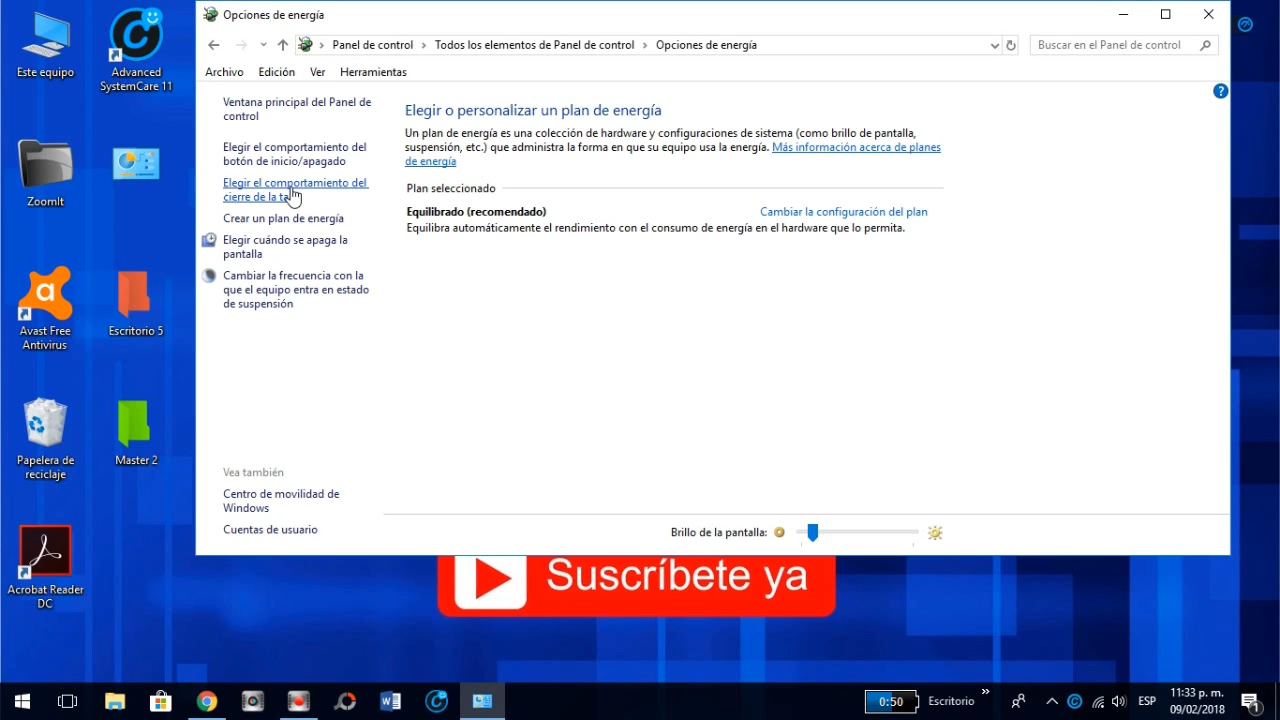 Opciones de energía
Panel de control
Todos los elementos de Panel de control
Opciones de energía
Buscar en el Panel de control
Archivo
Edición
Ver
Herramientas
Ventana principal del Panel de
control
Elegir el comportamiento del
botón de inicio/apagado
Elegir el comportamiento del
cierre de la
Crear un plan de energía
Elegir cuándo se apaga la
pantalla
Cambiar la frecuencia con la
que el equipo entra en estado
de suspensión
Vea también
Centro de movilidad de
Windows
Cuentas de usuario
Elegir o personalizar un plan de energía
Un plan de energía es una colección de hardware y configuraciones de sistema (como brillo de pantalla,
suspensión, etc.) que administra la forma en que su equipo usa la energía. Más información acerca de planes
de energía
Plan seleccionado
Equilibrado (recomendado)
Cambiar la configuración del plan
Equilibra automáticamente el rendimiento con el consumo de energía en el hardware que lo permita.
Brillo de la pantalla:
Este equipo
Advanced
SystemCare 11
ZoomIt
Avast Free
Antivirus
Escritorio 5
Papelera de
reciclaje
Master 2
Acrobat Reader
DC
Suscríbete ya
0:50
Escritorio
ESP
11:33 p. m.
09/02/2018
1